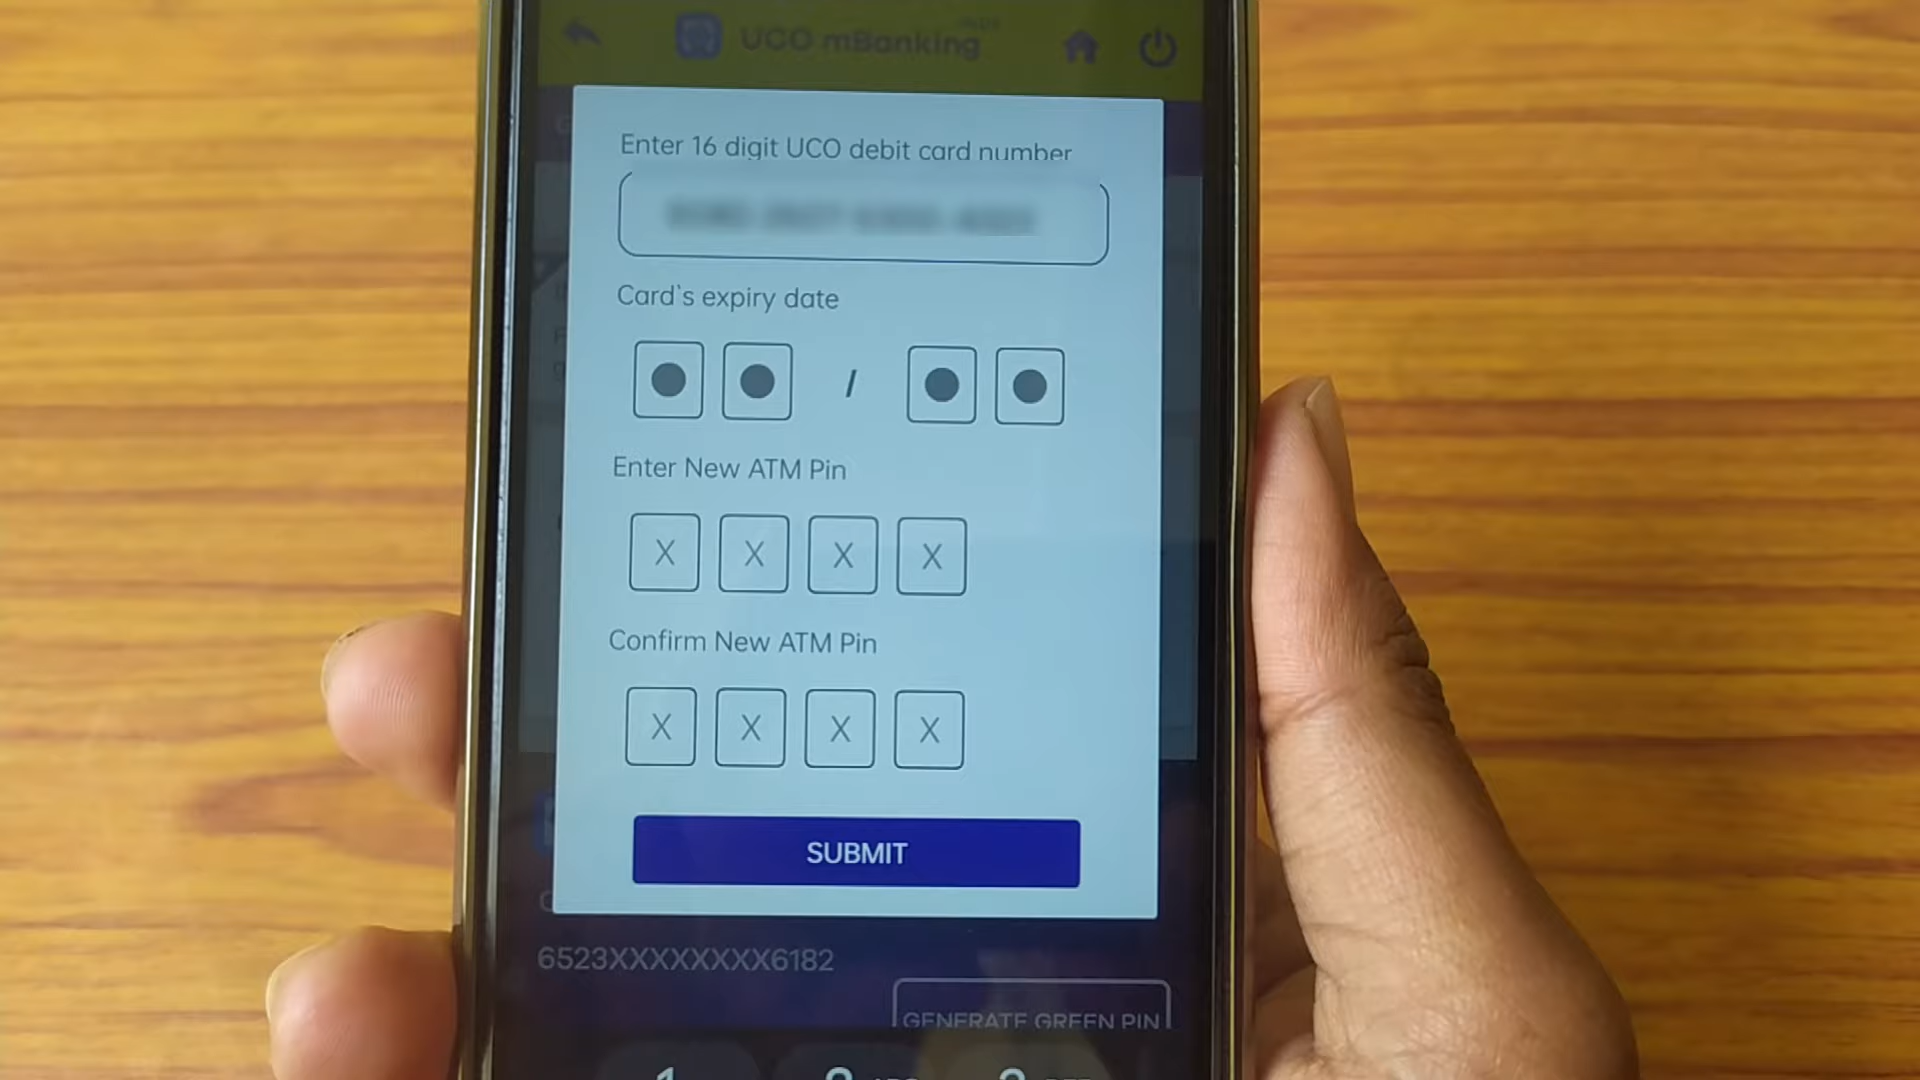 UCO mBanking
Enter 16 digit UCO debit card number
Card`s expiry date
/
Enter New ATM Pin
X X X X
Confirm New ATM Pin
X X X X
SUBMIT
6523XXXXXXXX6182
GENERATE GREEN PIN